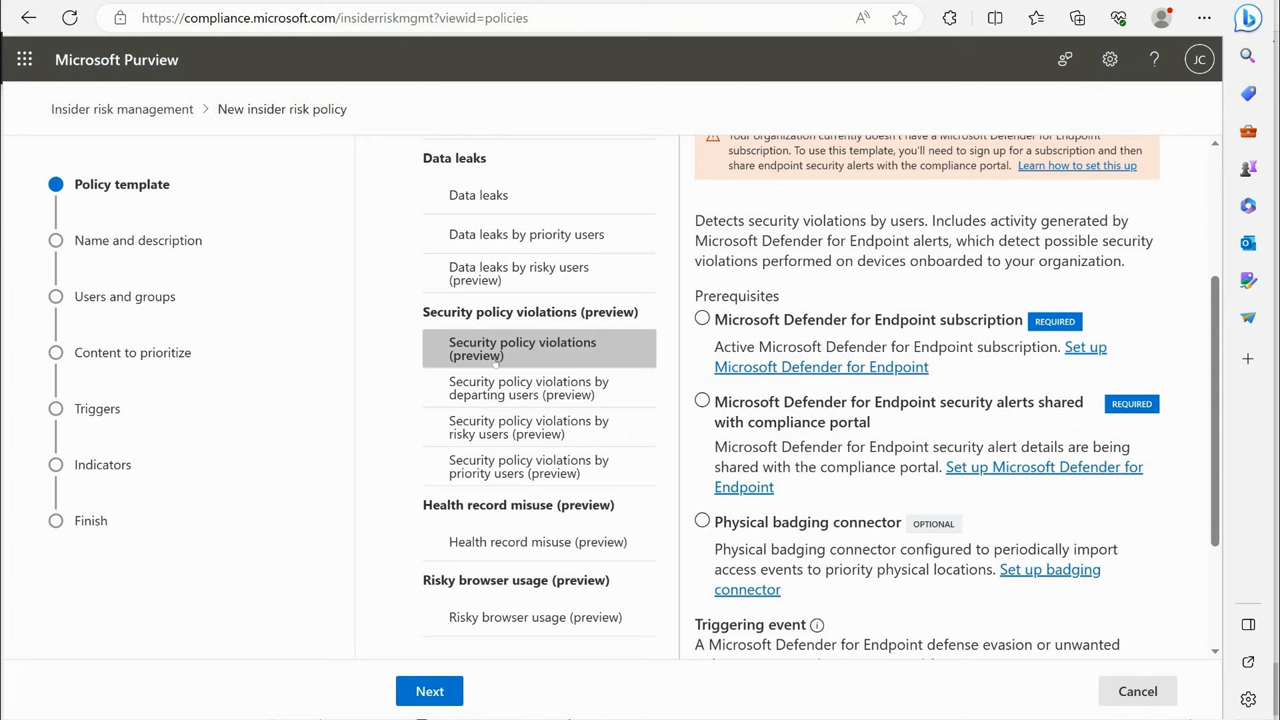 https://compliance.microsoft.com/insiderriskmgmt?viewid=policies
Microsoft Purview
JC
Insider risk management > New insider risk policy
Policy template
Name and description
Users and groups
Content to prioritize
Triggers
Indicators
Finish
Data leaks
Data leaks
Data leaks by priority users
Data leaks by risky users
(preview)
Security policy violations (preview)
Security policy violations
(preview)
Security policy violations by
departing users (preview)
Security policy violations by
risky users (preview)
Security policy violations by
priority users (preview)
Health record misuse (preview)
Health record misuse (preview)
Risky browser usage (preview)
Risky browser usage (preview)
Your organization currently doesn't have a Microsoft Defender for Endpoint
subscription. To use this template, you'll need to sign up for a subscription and then
share endpoint security alerts with the compliance portal. Learn how to set this up
Detects security violations by users. Includes activity generated by
Microsoft Defender for Endpoint alerts, which detect possible security
violations performed on devices onboarded to your organization.
Prerequisites
Microsoft Defender for Endpoint subscription REQUIRED
Active Microsoft Defender for Endpoint subscription. Set up
Microsoft Defender for Endpoint
Microsoft Defender for Endpoint security alerts shared REQUIRED
with compliance portal
Microsoft Defender for Endpoint security alert details are being
shared with the compliance portal. Set up Microsoft Defender for
Endpoint
Physical badging connector OPTIONAL
Physical badging connector configured to periodically import
access events to priority physical locations. Set up badging
connector
Triggering event
A Microsoft Defender for Endpoint defense evasion or unwanted
Next
Cancel